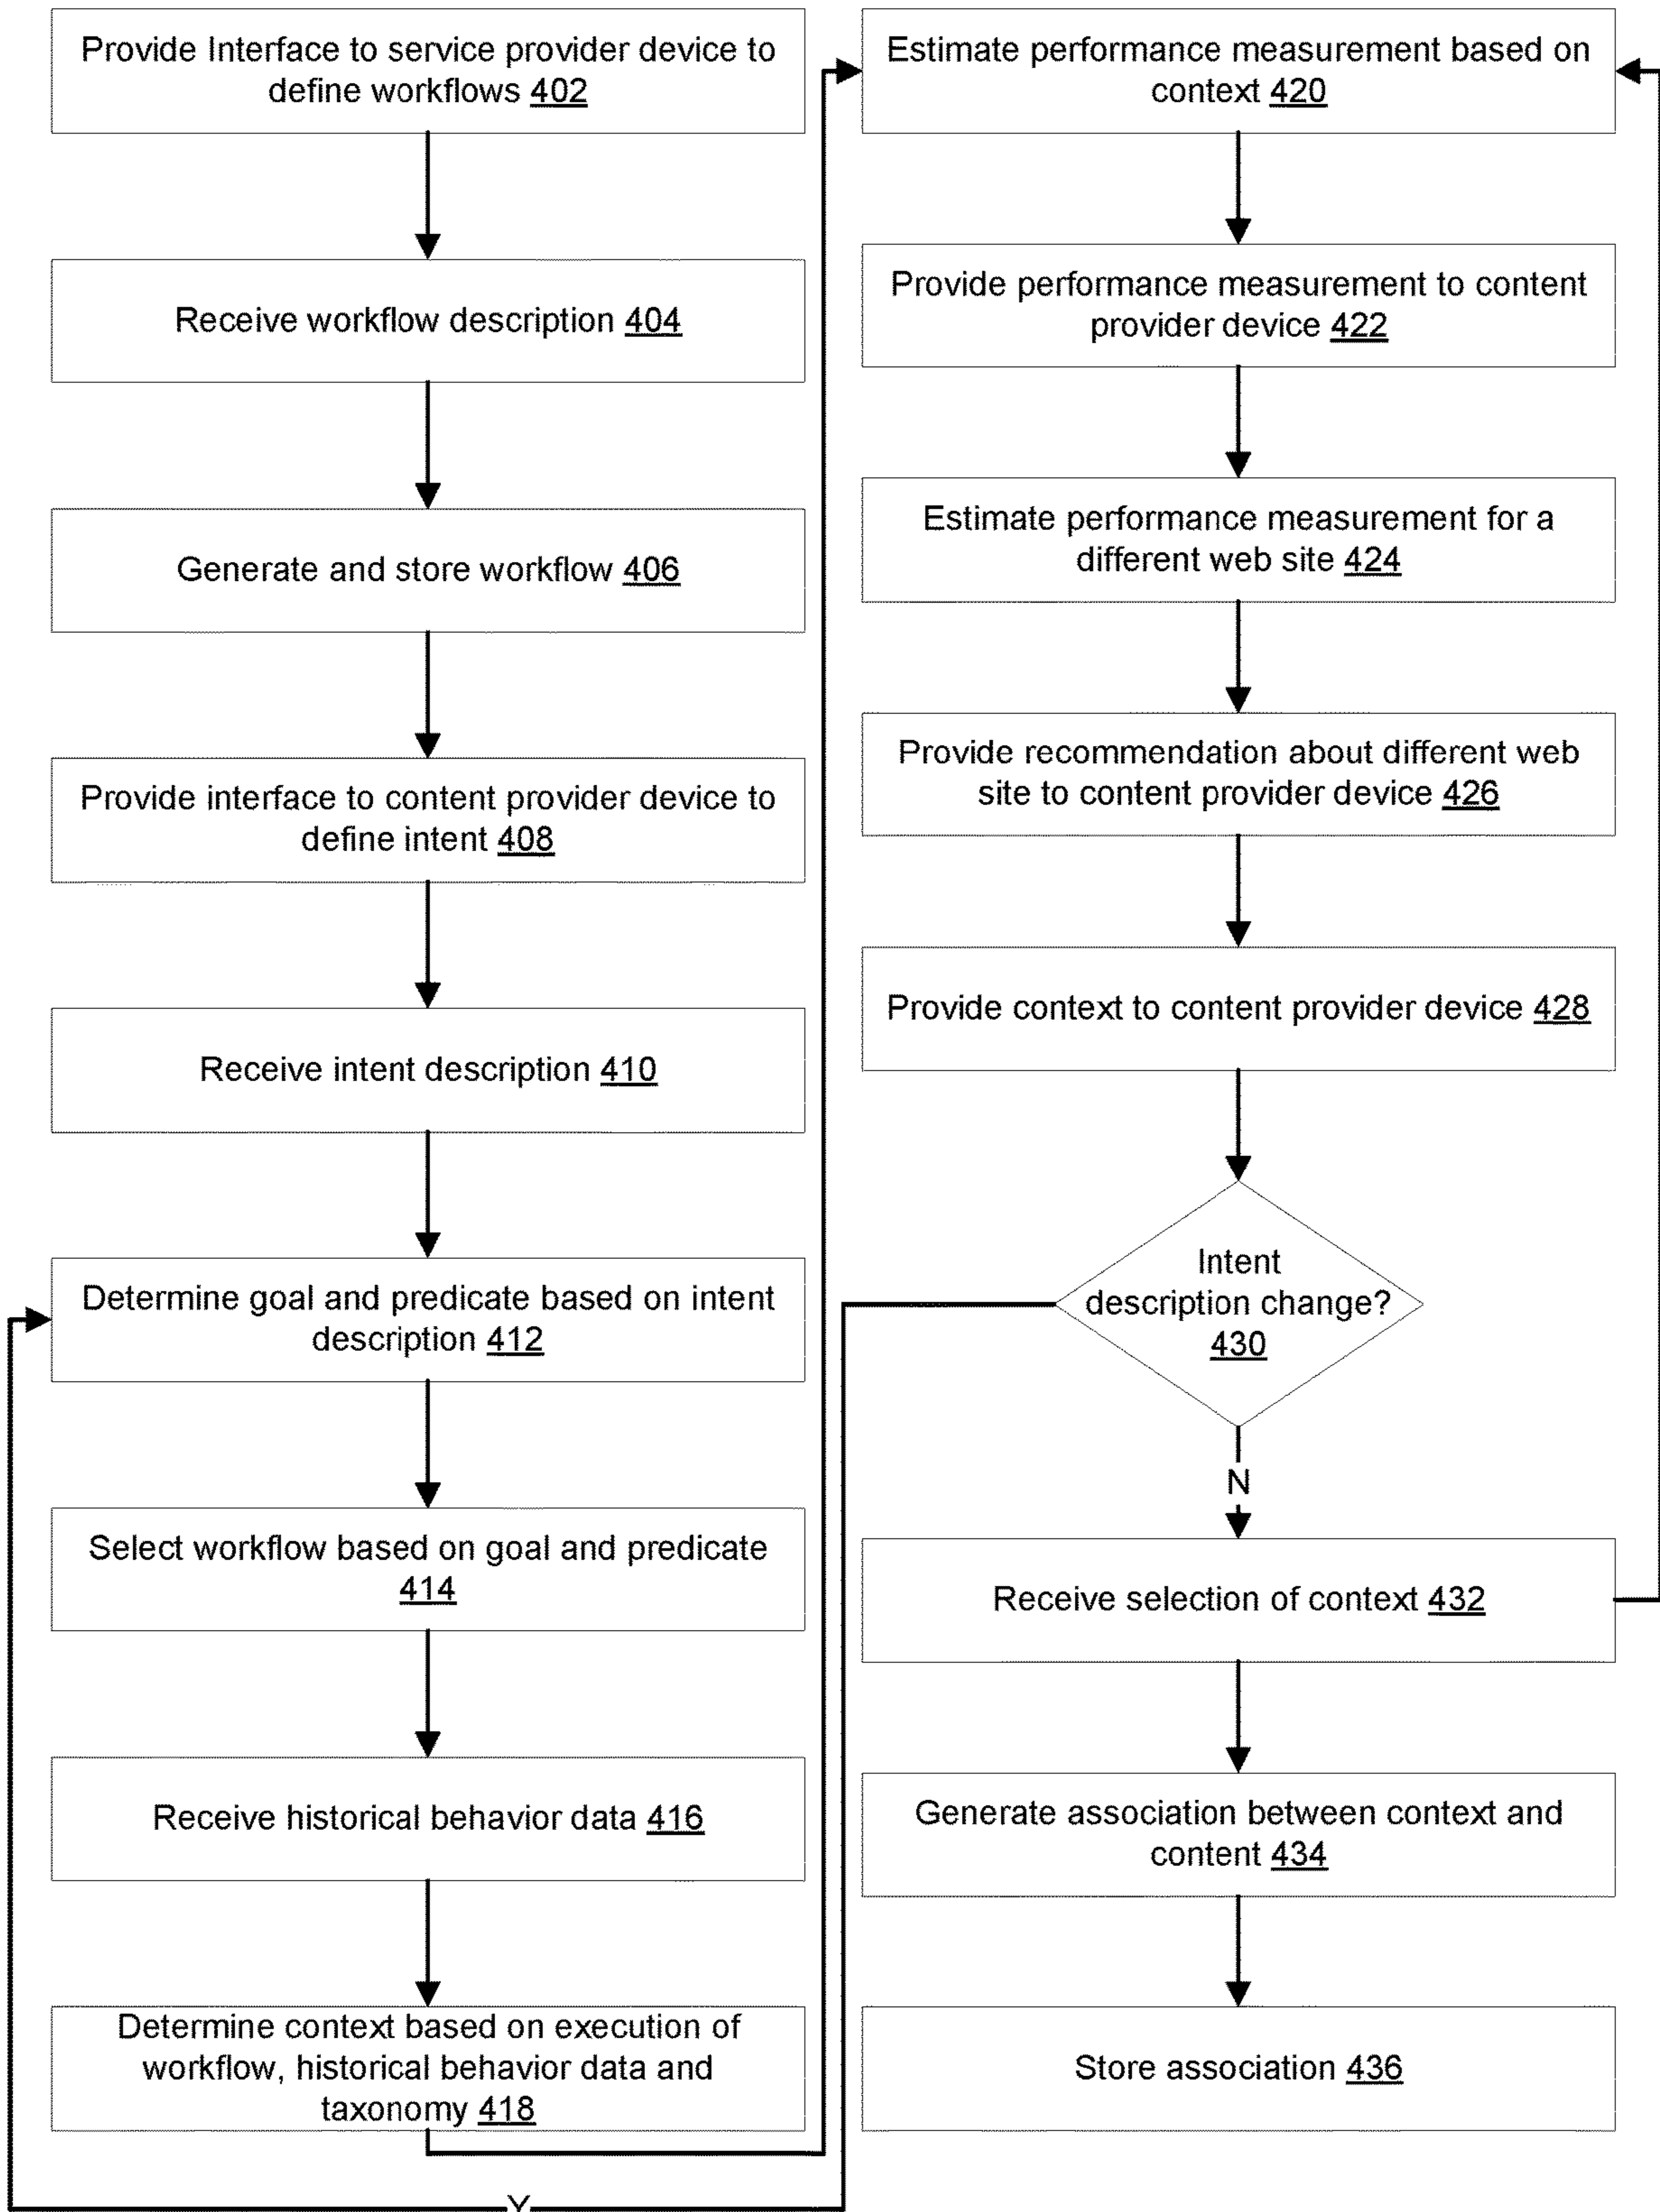 Provide Interface to service provider device to
define workflows 402
Receive workflow description 404
Generate and store workflow 406
Provide interface to content provider device to
define intent 408
Receive intent description 410
Determine goal and predicate based on intent
description 412
Select workflow based on goal and predicate
414
Receive historical behavior data 416
Determine context based on execution of
workflow, historical behavior data and
taxonomy 418
Estimate performance measurement based on
context 420
Provide performance measurement to content
provider device 422
Estimate performance measurement for a
different web site 424
Provide recommendation about different web
site to content provider device 426
Provide context to content provider device 428
Intent
description change?
430
N
Receive selection of context 432
Generate association between context and
content 434
Store association 436
Y